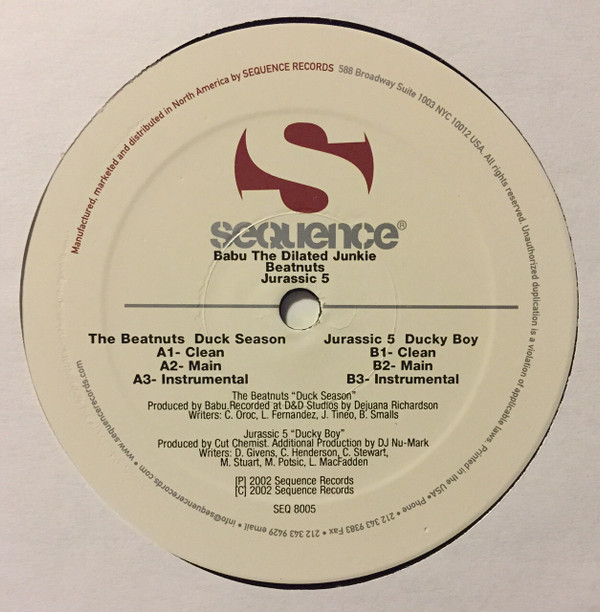 Manufactured, marketed and distributed in North America by SEQUENCE RECORDS 588 Broadway Suite 1003 NYC 10012 USA. All rights reserved. Unauthorized duplication is a violation of applicable laws. Printed in the USA• Phone • 212 343 9383 Fax • 212 343 9429 email • info@sequencerecords.com • www.sequencerecords.com
S
sequence®
Babu The Dilated Junkie
Beatnuts
Jurassic 5
The Beatnuts Duck Season
A1- Clean
A2- Main
A3- Instrumental
Jurassic 5 Ducky Boy
B1- Clean
B2- Main
B3- Instrumental
The Beatnuts "Duck Season"
Produced by Babu.Recorded at D&D Studios by Dejuana Richardson
Writers: C. Oroc, L. Fernandez, J. Tineo, B. Smalls
Jurassic 5 "Ducky Boy"
Produced by Cut Chemist. Additional Production by DJ Nu-Mark
Writers: D. Givens, C. Henderson, C. Stewart,
M. Stuart, M. Potsic, L. MacFadden
[P] 2002 Sequence Records
[C] 2002 Sequence Records
SEQ 8005